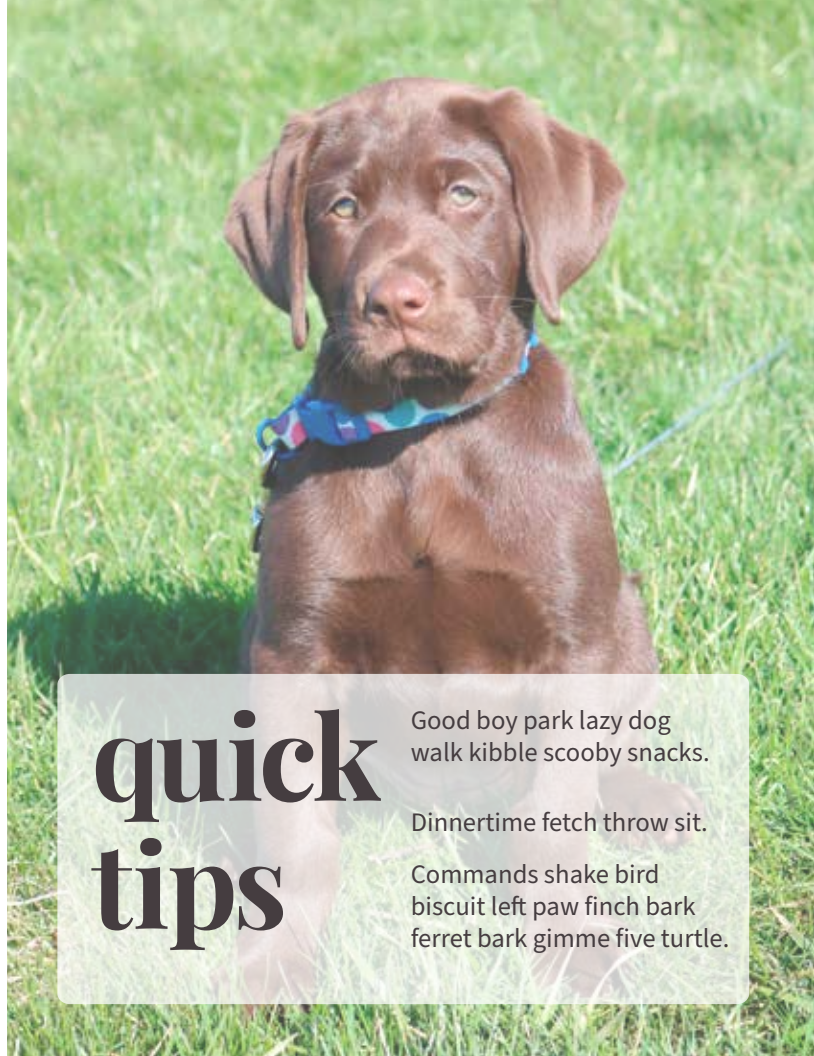 quick
tips
Good boy park lazy dog
walk kibble scooby snacks.
Dinnertime fetch throw sit.
Commands shake bird
biscuit left paw finch bark
ferret bark gimme five turtle.